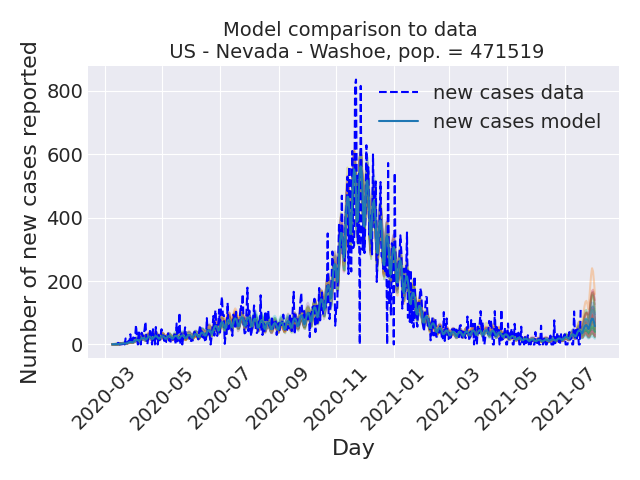 Model comparison to data
US - Nevada - Washoe, pop. = 471519
Number of new cases reported
800
600
400
200
0
new cases data
new cases model
2020-03
2020-05
2020-07
2020-09
2020-11
2021-01
2021-03
2021-05
2021-07
Day